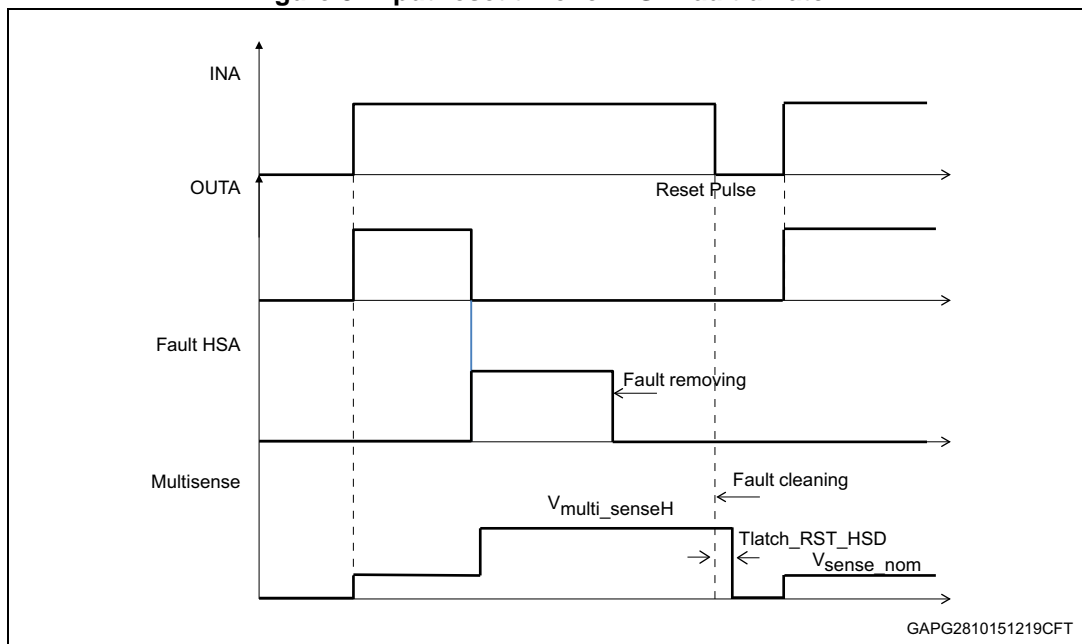 INA
Reset Pulse
OUTA
Fault HSA
Fault removing
Multisense
Fault cleaning
Vmulti_senseH
Tlatch_RST_HSD
Vsense_nom
GAPG2810151219CFT